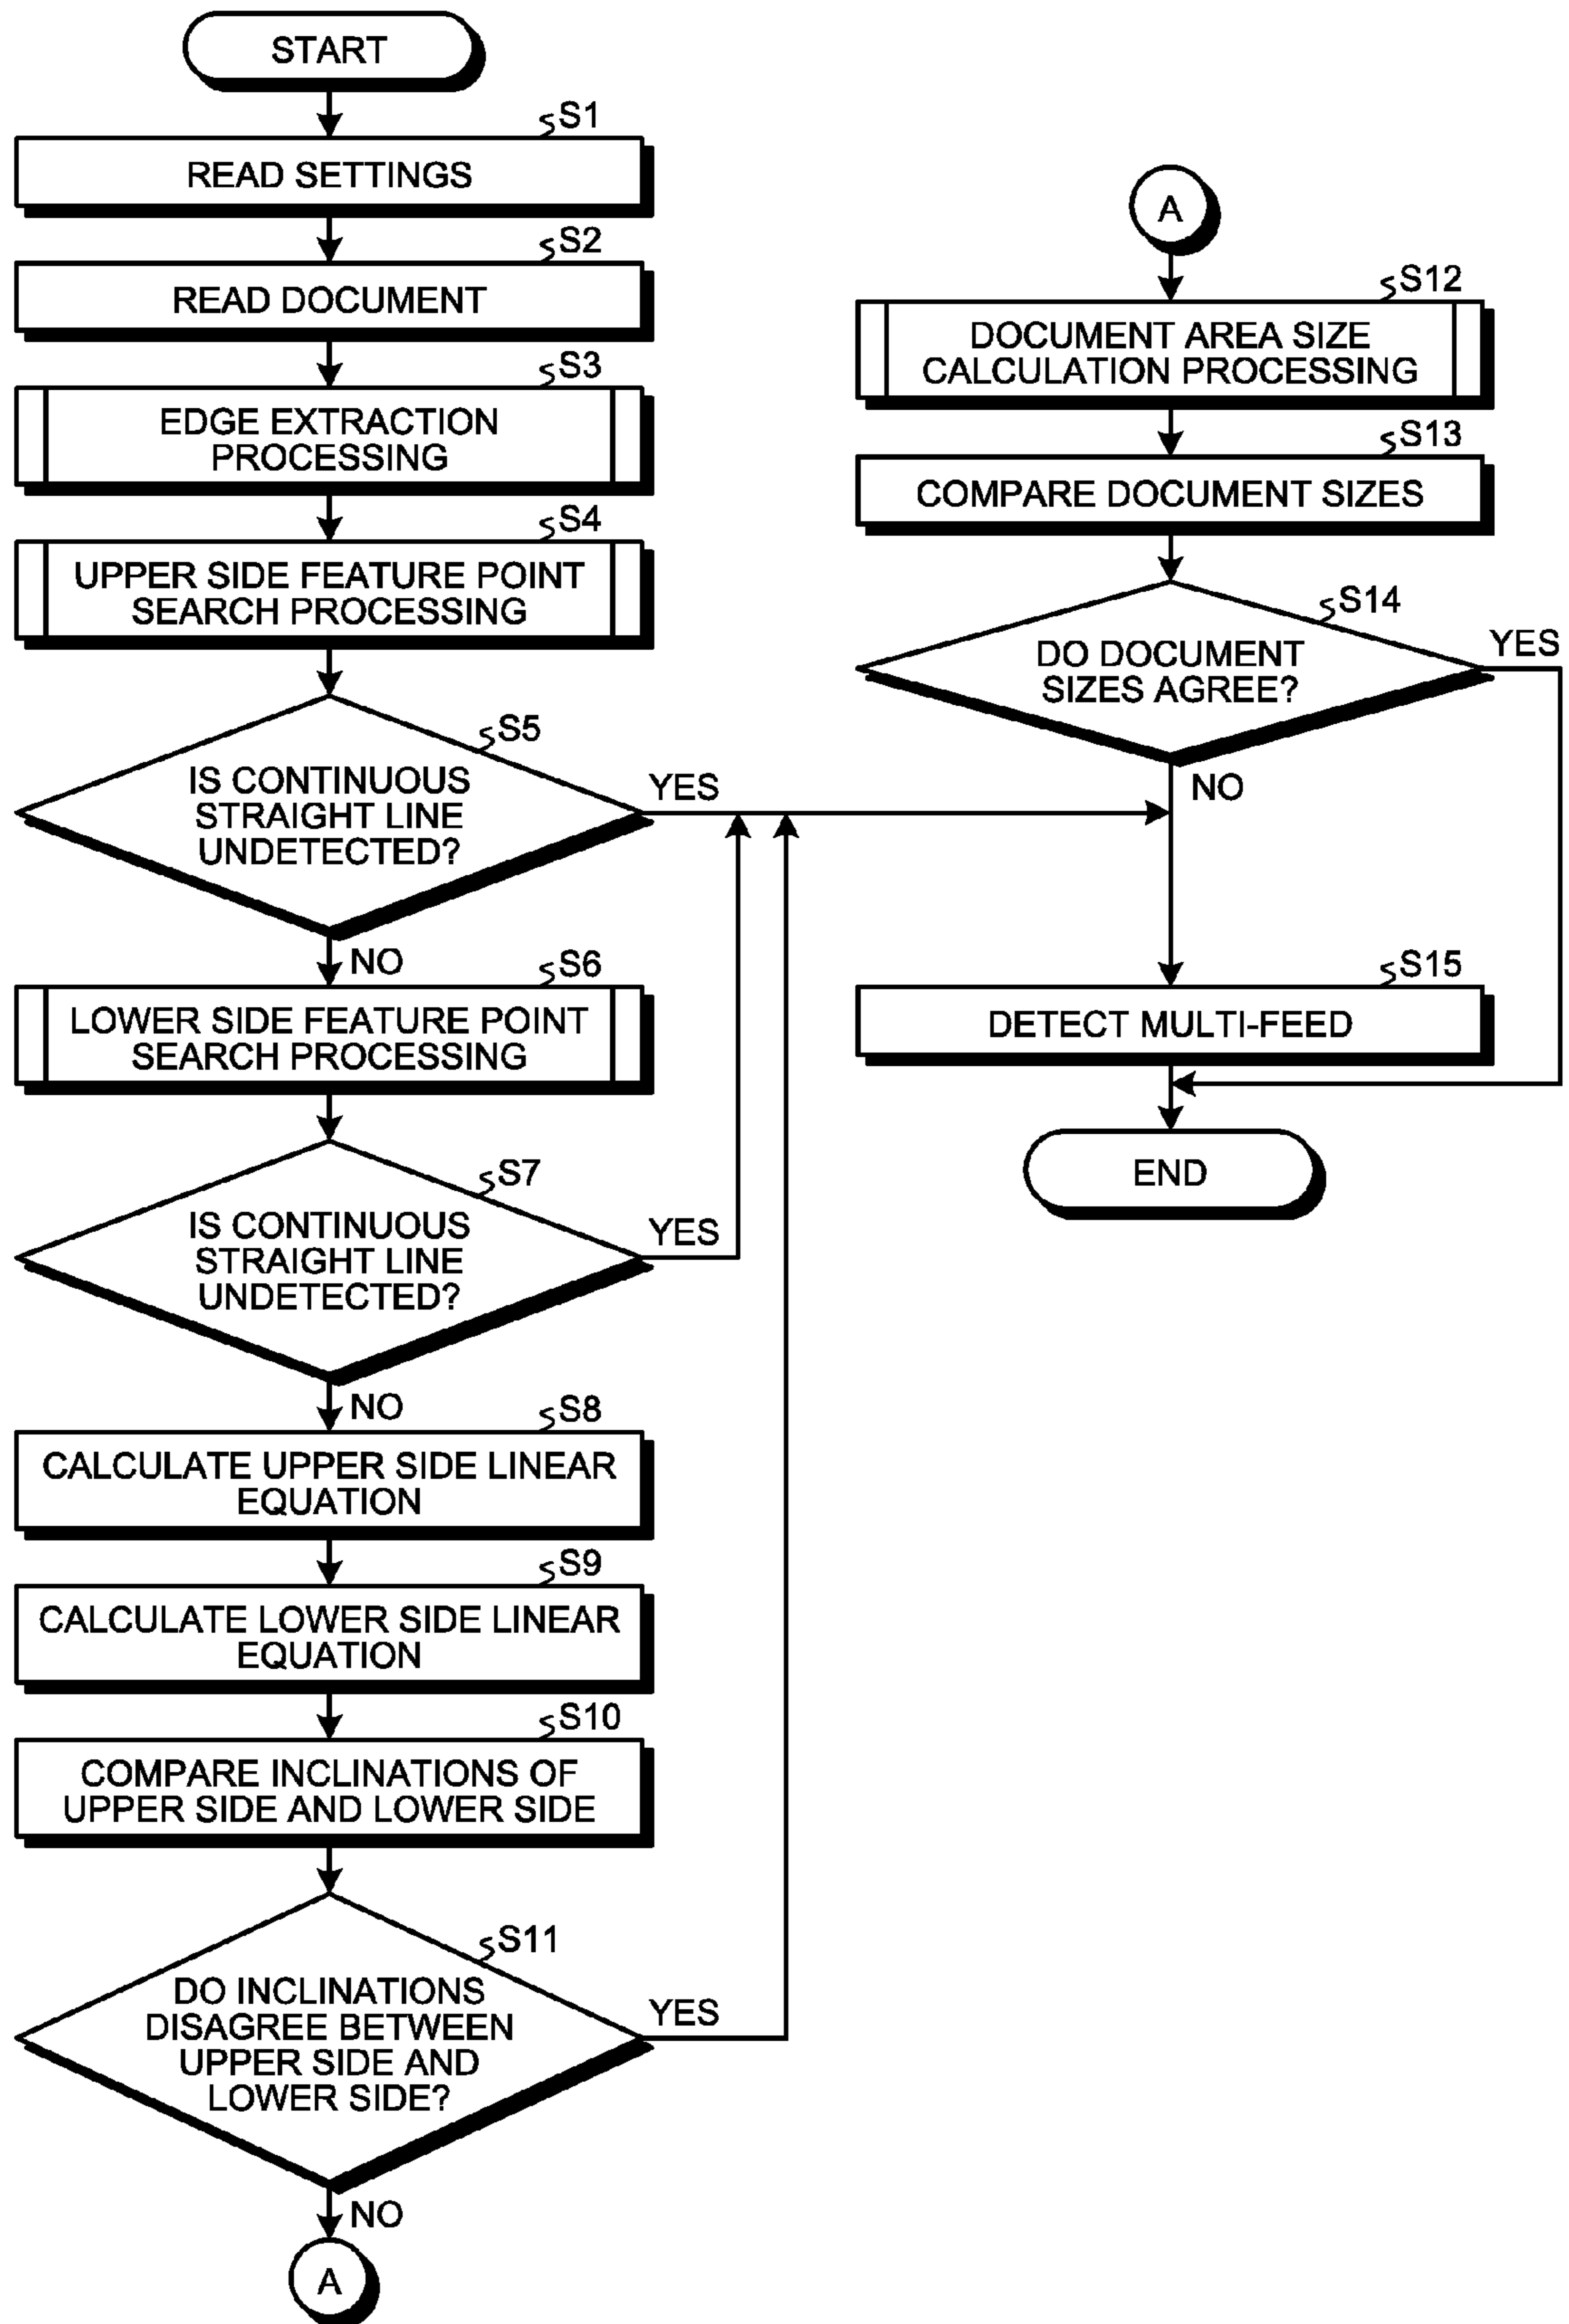 START
S1
READ SETTINGS
S2
READ DOCUMENT
S3
EDGE EXTRACTION
PROCESSING
S4
UPPER SIDE FEATURE POINT
SEARCH PROCESSING
S5
IS CONTINUOUS
STRAIGHT LINE
UNDETECTED?
YES
NO
S6
LOWER SIDE FEATURE POINT
SEARCH PROCESSING
S7
IS CONTINUOUS
STRAIGHT LINE
UNDETECTED?
YES
NO
S8
CALCULATE UPPER SIDE LINEAR
EQUATION
S9
CALCULATE LOWER SIDE LINEAR
EQUATION
S10
COMPARE INCLINATIONS OF
UPPER SIDE AND LOWER SIDE
S11
DO INCLINATIONS
DISAGREE BETWEEN
UPPER SIDE AND
LOWER SIDE?
YES
NO
A
A
S12
DOCUMENT AREA SIZE
CALCULATION PROCESSING
S13
COMPARE DOCUMENT SIZES
S14
DO DOCUMENT
SIZES AGREE?
YES
NO
S15
DETECT MULTI-FEED
END